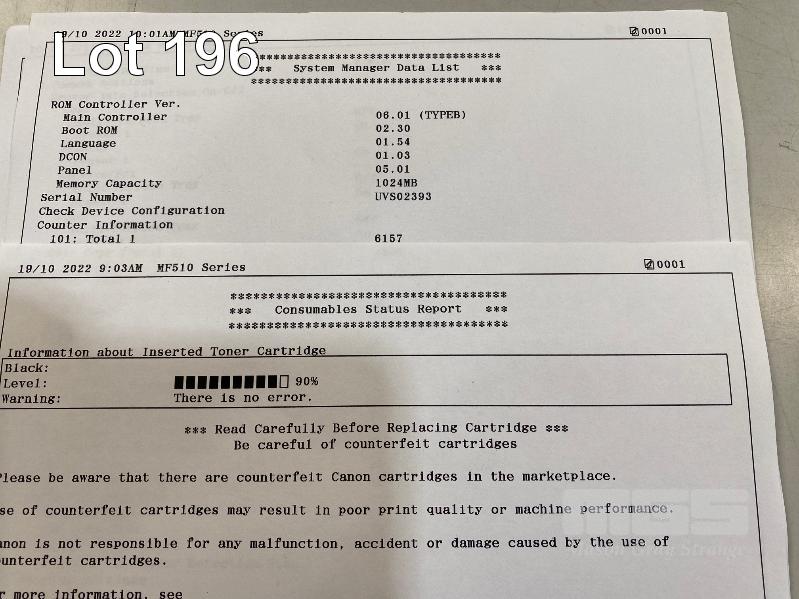 Lot 196
19/10 2022 10:01AM MF510 Series 0001
*** System Manager Data List ***
ROM Controller Ver.
Main Controller 06.01 (TYPEB)
Boot ROM 02.30
Language 01.54
DCON 01.03
Panel 05.01
Memory Capacity 1024MB
Serial Number UVS02393
Check Device Configuration
Counter Information
101: Total 1 6157
19/10 2022 9:03AM MF510 Series 0001
*************************************
*** Consumables Status Report ***
*************************************
Information about Inserted Toner Cartridge
Black:
Level: 90%
Warning: There is no error.
*** Read Carefully Before Replacing Cartridge ***
Be careful of counterfeit cartridges
Please be aware that there are counterfeit Canon cartridges in the marketplace.
se of counterfeit cartridges may result in poor print quality or machine performance.
anon is not responsible for any malfunction, accident or damage caused by the use of
unterfeit cartridges.
r more information, see
MGS
Mason Gray Strange